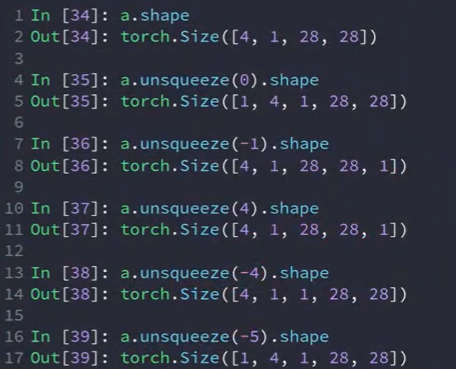 1 In [34]: a.shape
2 Out[34]: torch.Size([4, 1, 28, 28])
3
4 In [35]: a.unsqueeze(0).shape
5 Out[35]: torch.Size([1, 4, 1, 28, 28])
6
7 In [36]: a.unsqueeze(-1).shape
8 Out[36]: torch.Size([4, 1, 28, 28, 1])
9
10 In [37]: a.unsqueeze(4).shape
11 Out[37]: torch.Size([4, 1, 28, 28, 1])
12
13 In [38]: a.unsqueeze(-4).shape
14 Out[38]: torch.Size([4, 1, 1, 28, 28])
15
16 In [39]: a.unsqueeze(-5).shape
17 Out[39]: torch.Size([1, 4, 1, 28, 28])